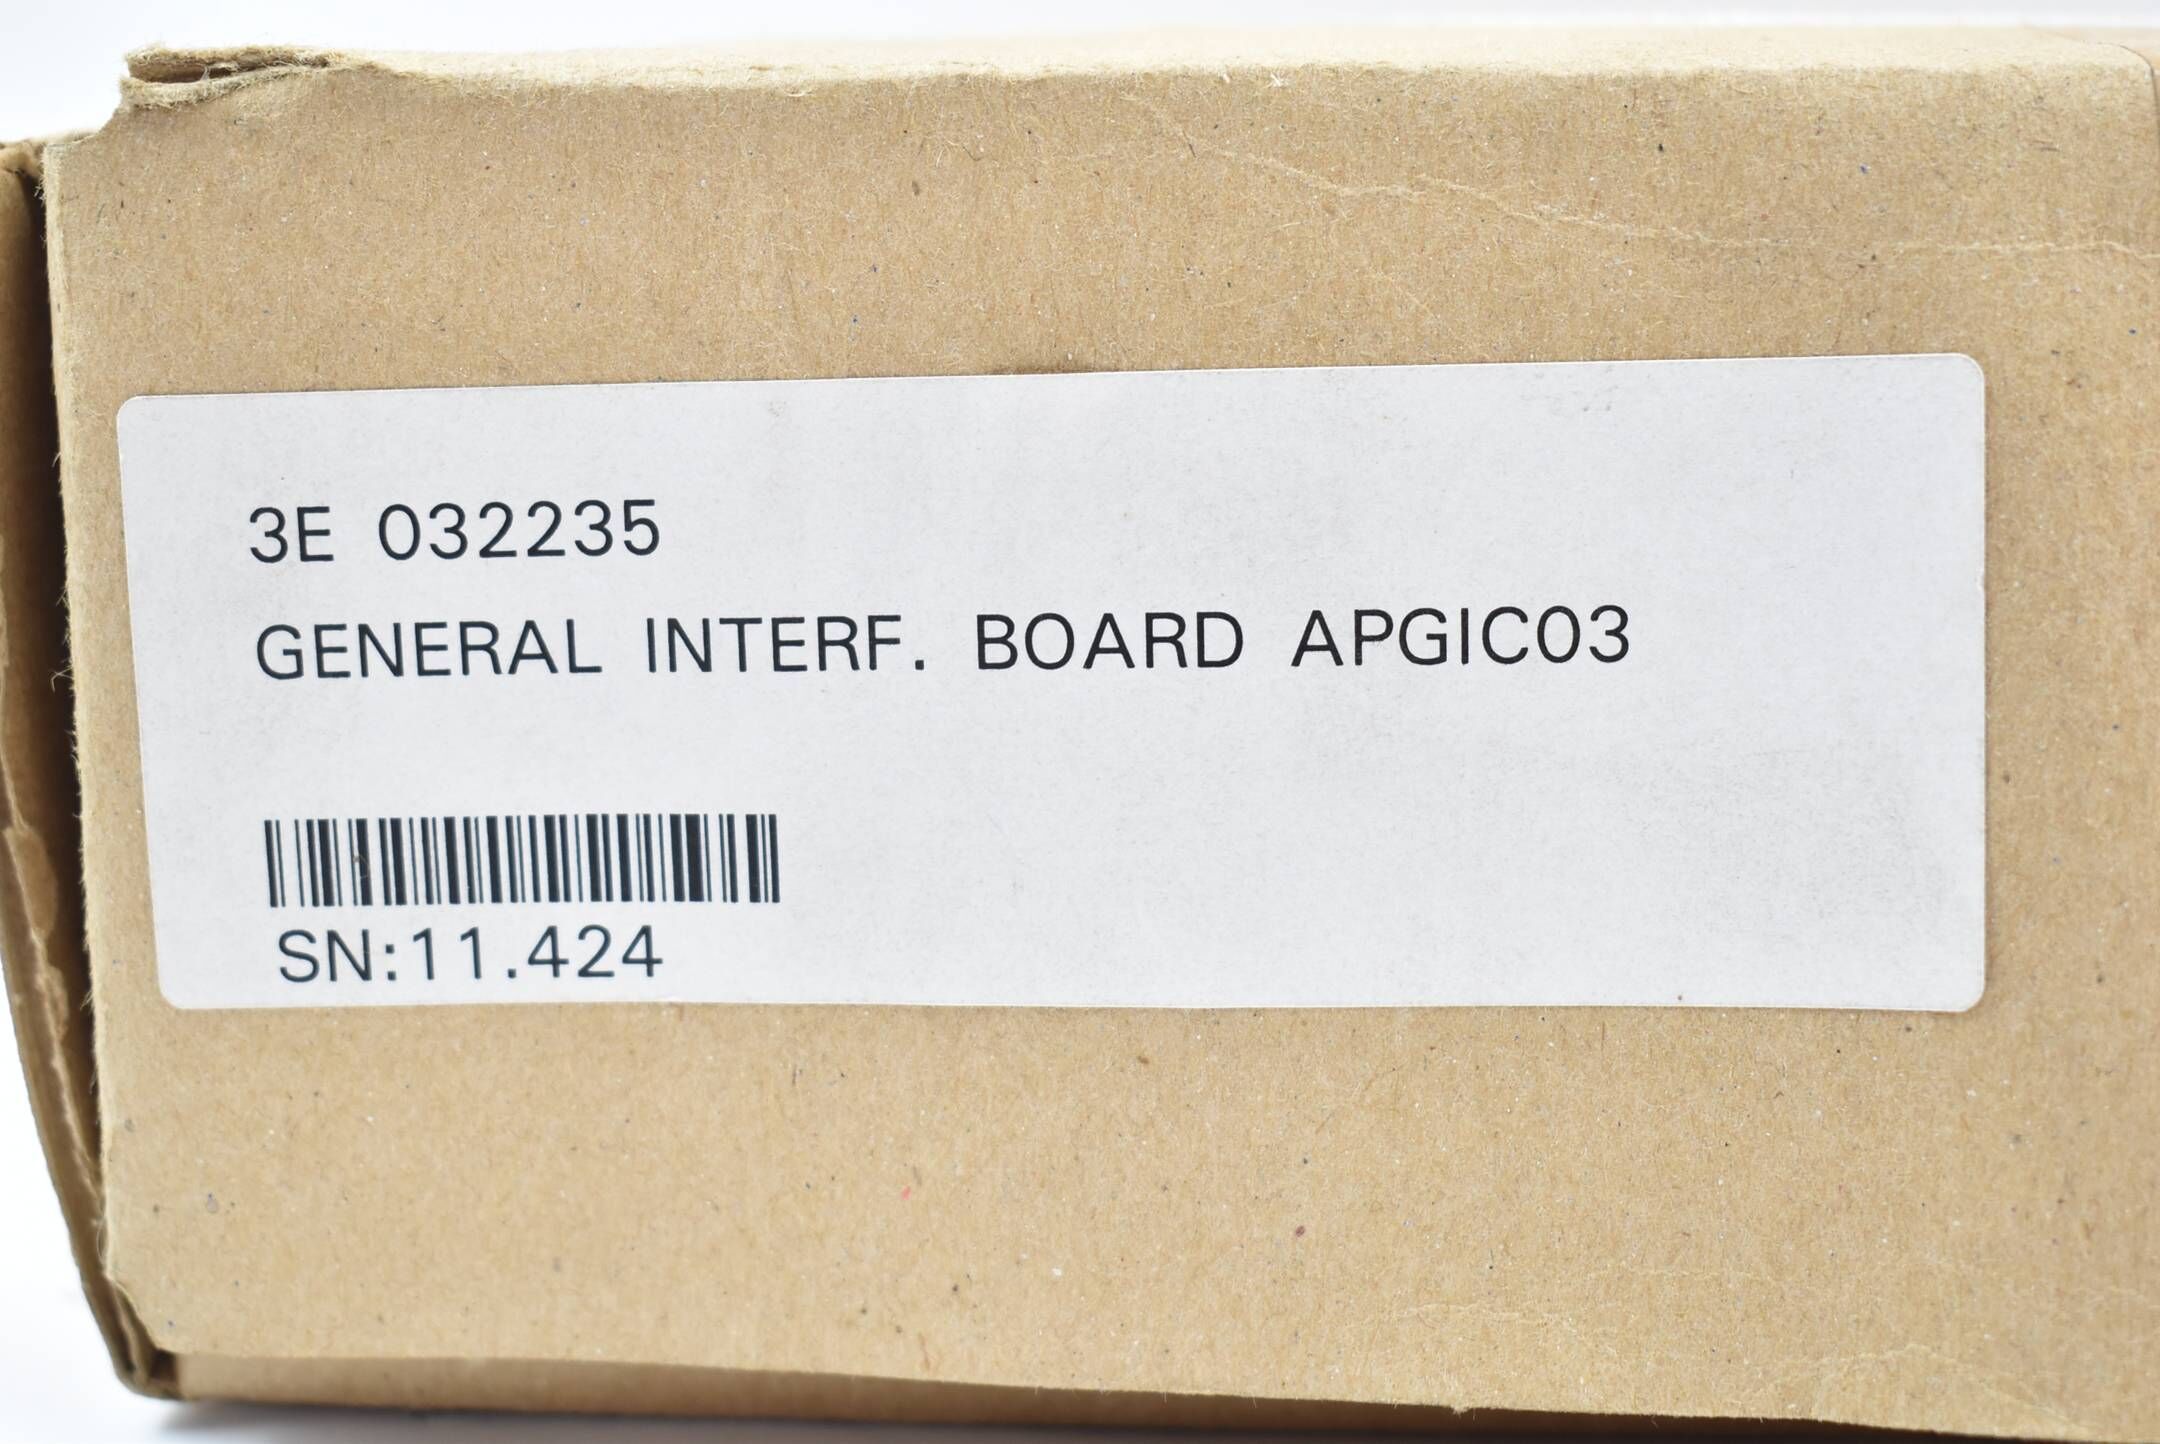 3E 032235
GENERAL INTERF. BOARD APGIC03
SN:11.424